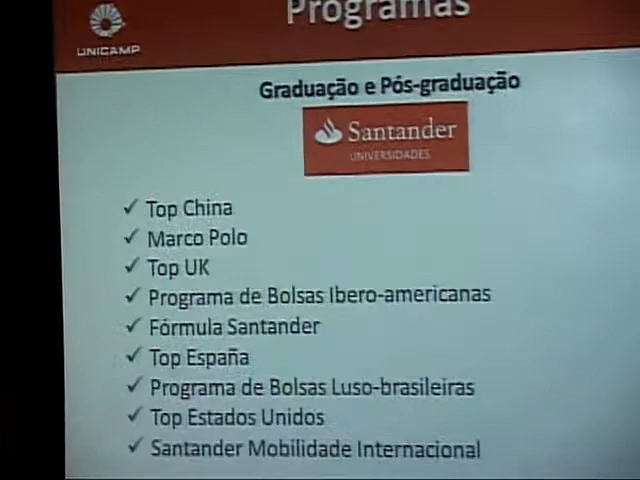 Programas
UNICAMP
Graduação e Pós-graduação
Santander
UNIVERSIDADES
✓ Top China
✓ Marco Polo
✓ Top UK
✓ Programa de Bolsas Ibero-americanas
✓ Fórmula Santander
✓ Top España
✓ Programa de Bolsas Luso-brasileiras
✓ Top Estados Unidos
✓ Santander Mobilidade Internacional